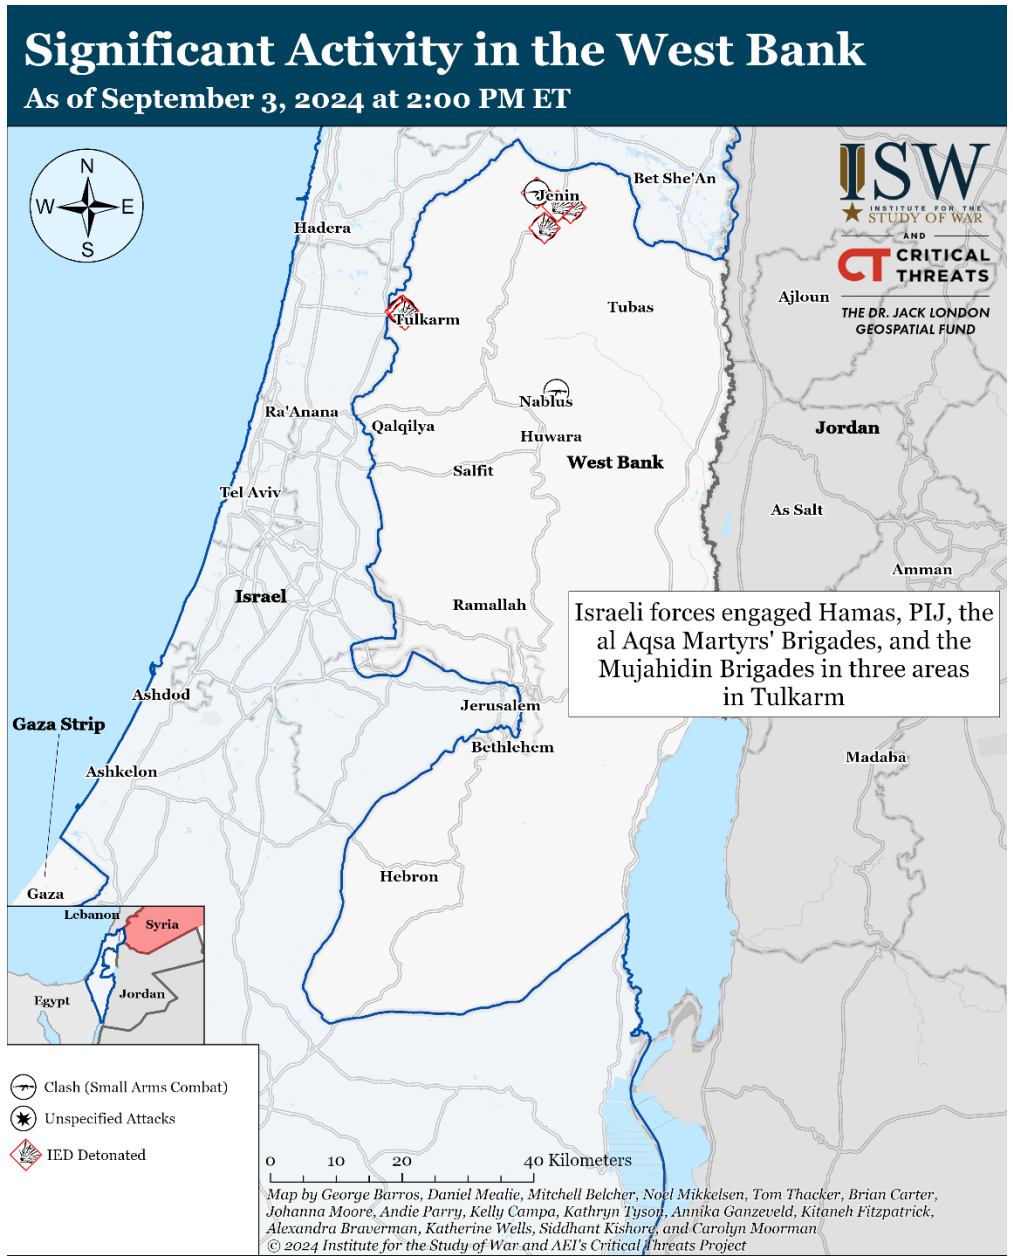 Significant Activity in the West Bank
As of September 3, 2024 at 2:00 PM ET
N
W
E
S
ISW
INSTITUTE FOR THE
STUDY OF WAR
AND
CT CRITICAL
THREATS
THE DR. JACK LONDON
GEOSPATIAL FUND
Bet She'An
Jenin
Hadera
Ajloun
Tubas
Tulkarm
Nablus
Ra'Anana
Qalqilya
Jordan
Huwara
West Bank
Salfit
Tel Aviv
As Salt
Amman
Israel
Ramallah
Israeli forces engaged Hamas, PIJ, the
al Aqsa Martyrs' Brigades, and the
Mujahidin Brigades in three areas
in Tulkarm
Ashdod
Jerusalem
Gaza Strip
Bethlehem
Madaba
Ashkelon
Hebron
Gaza
Lebanon
Syria
Egypt
Jordan
Clash (Small Arms Combat)
Unspecified Attacks
IED Detonated
0 10 20 40 Kilometers
Map by George Barros, Daniel Mealie, Mitchell Belcher, Noel Mikkelsen, Tom Thacker, Brian Carter,
Johanna Moore, Andie Parry, Kelly Campa, Kathryn Tyson, Annika Ganzeveld, Kitaneh Fitzpatrick,
Alexandra Braverman, Katherine Wells, Siddhant Kishore, and Carolyn Moorman
© 2024 Institute for the Study of War and AEI's Critical Threats Project